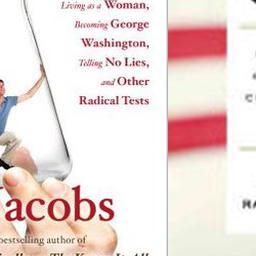 Living as a Woman,
Becoming George
Washington,
Telling No Lies,
and Other
Radical Tests
acobs
bestselling author of